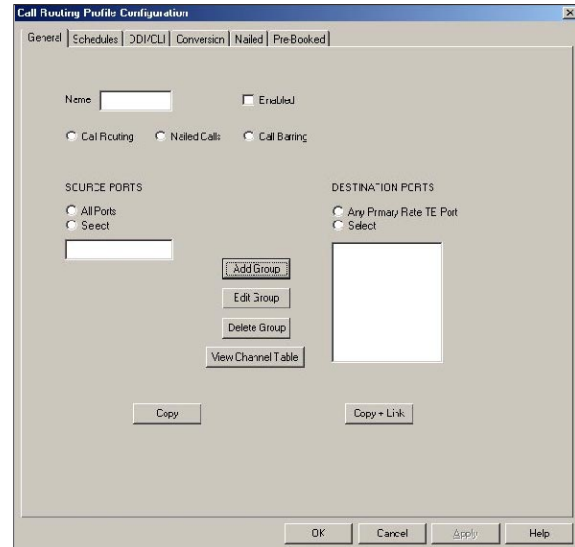 Call Routing Profile Configuration
General Schedules DDI/CLI Conversion Nailed Pre-Booked
Name Enabled
Call Routing Nailed Calls Call Barring
SOURCE PORTS DESTINATION PORTS
All Ports Any Primary Rate TE Port
Select Select
Add Group
Edit Group
Delete Group
View Channel Table
Copy Copy + Link
OK Cancel Apply Help